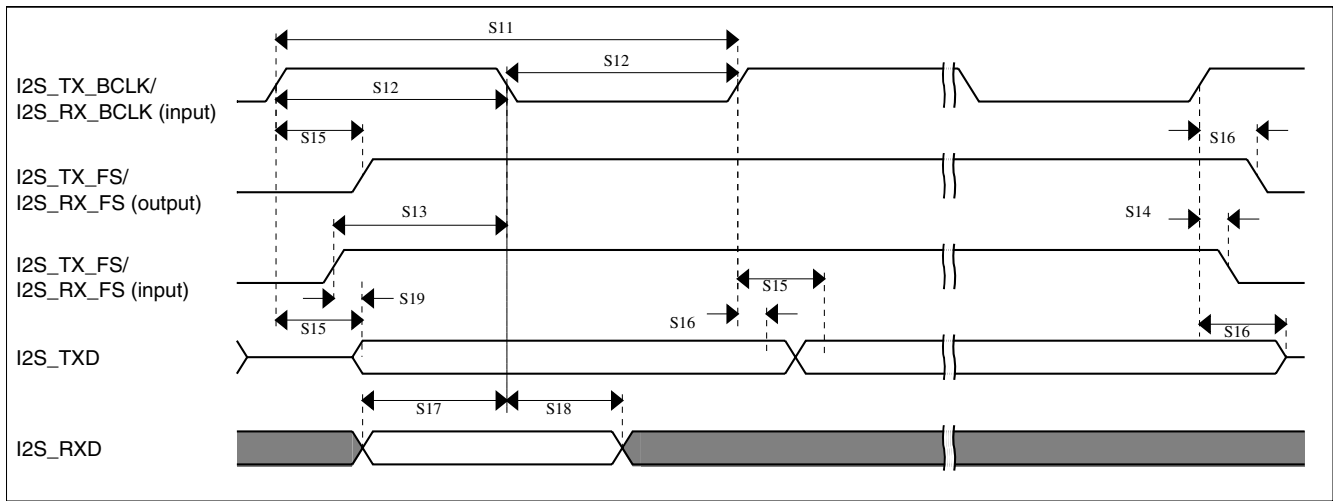 S11
I2S_TX_BCLK/
I2S_RX_BCLK (input)
S12
S12
S15
S16
I2S_TX_FS/
I2S_RX_FS (output)
S13
S14
I2S_TX_FS/
I2S_RX_FS (input)
S19
S15
S15
S16
S16
I2S_TXD
S17
S18
I2S_RXD